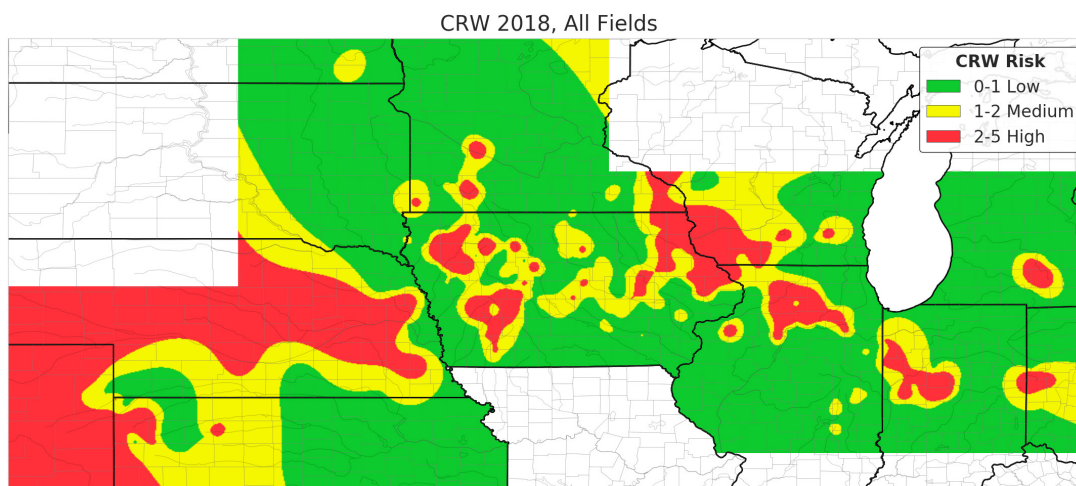 CRW 2018, All Fields
CRW Risk
0-1 Low
1-2 Medium
2-5 High